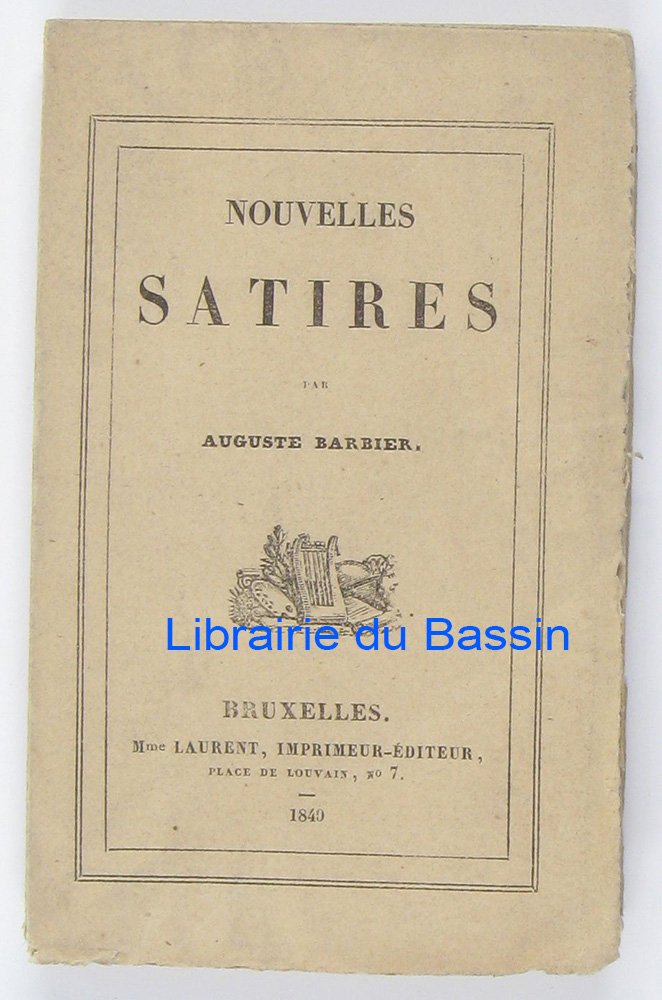 NOUVELLES
SATIRES
PAR
AUGUSTE BARBIER.
Librairie du Bassin
BRUXELLES.
Mme LAURENT, IMPRIMEUR-ÉDITEUR,
PLACE DE LOUVAIN, No 7.
—
1840